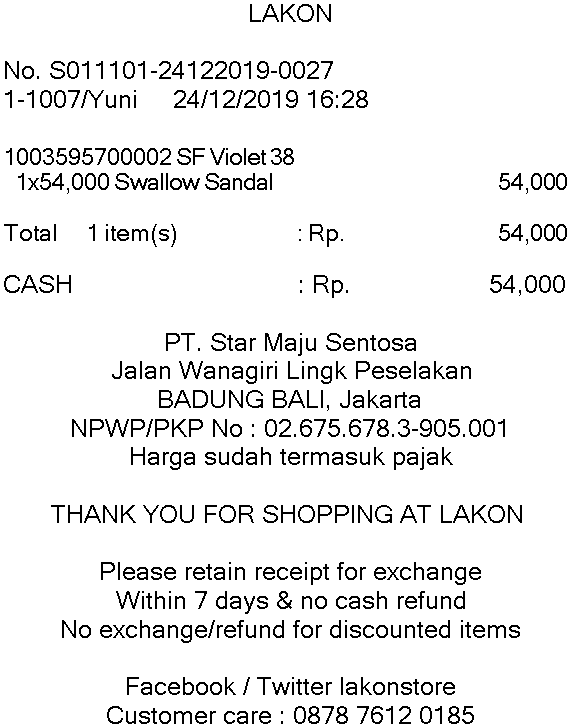 LAKON
No. S011101-24122019-0027
1-1007/Yuni 24/12/2019 16:28
1003595700002 SF Violet 38
1x54,000 Swallow Sandal 54,000
Total 1 item(s) : Rp. 54,000
CASH : Rp. 54,000
PT. Star Maju Sentosa
Jalan Wanagiri Lingk Peselakan
BADUNG BALI, Jakarta
NPWP/PKP No : 02.675.678.3-905.001
Harga sudah termasuk pajak
THANK YOU FOR SHOPPING AT LAKON
Please retain receipt for exchange
Within 7 days & no cash refund
No exchange/refund for discounted items
Facebook / Twitter lakonstore
Customer care : 0878 7612 0185